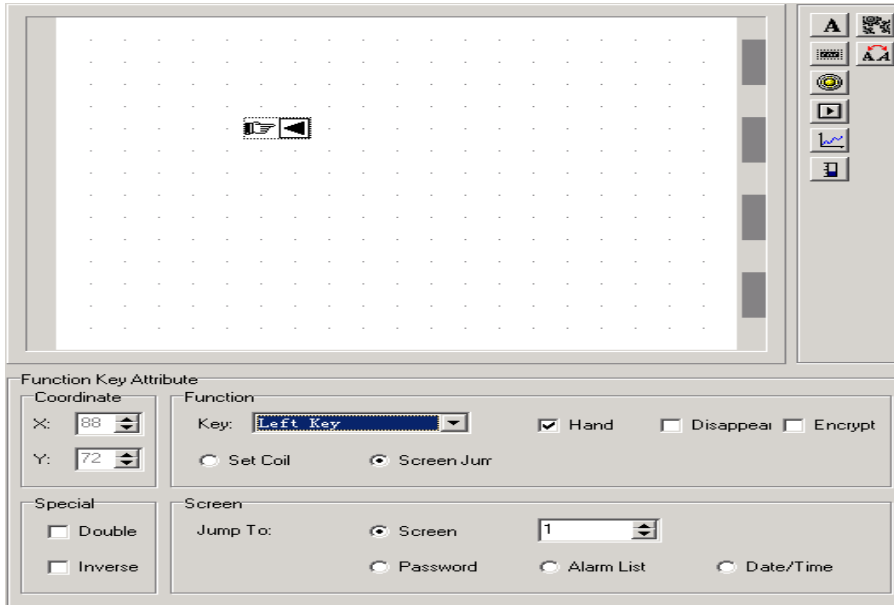 A
A A
Function Key Attribute
Coordinate
Function
X: 88
Key: Left Key
Hand
Disappear
Encrypt
Y: 72
Set Coil
Screen Jum
Special
Screen
Double
Jump To:
Screen
1
Inverse
Password
Alarm List
Date/Time